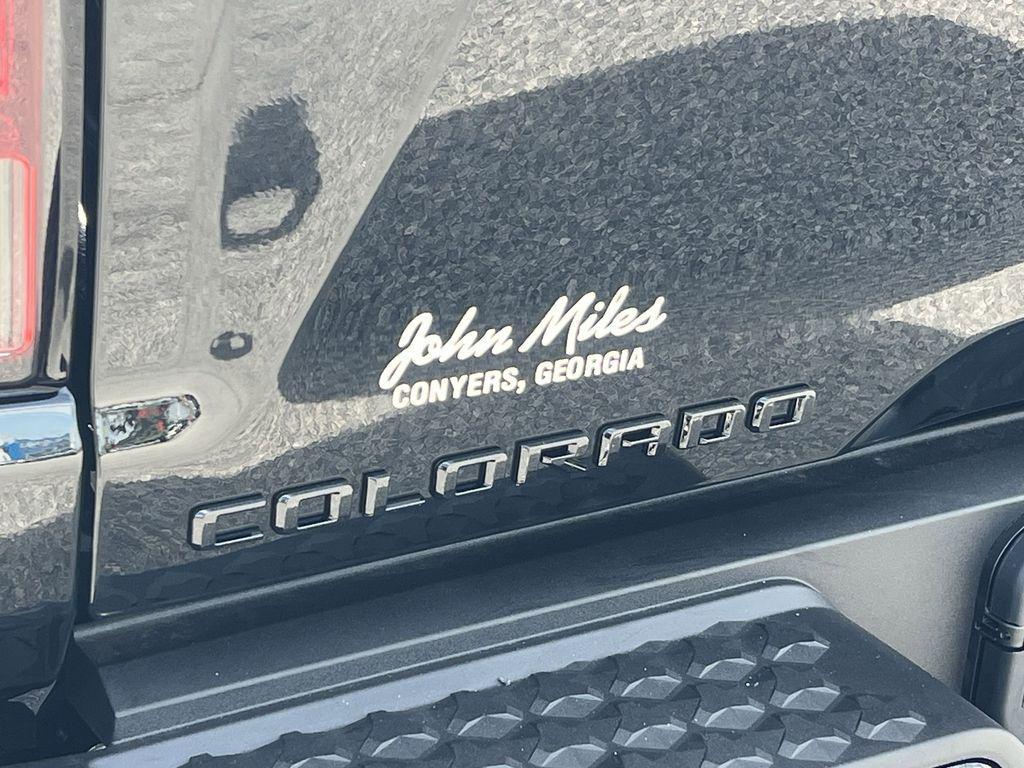 John Miles
CONYERS, GEORGIA
COLORADO